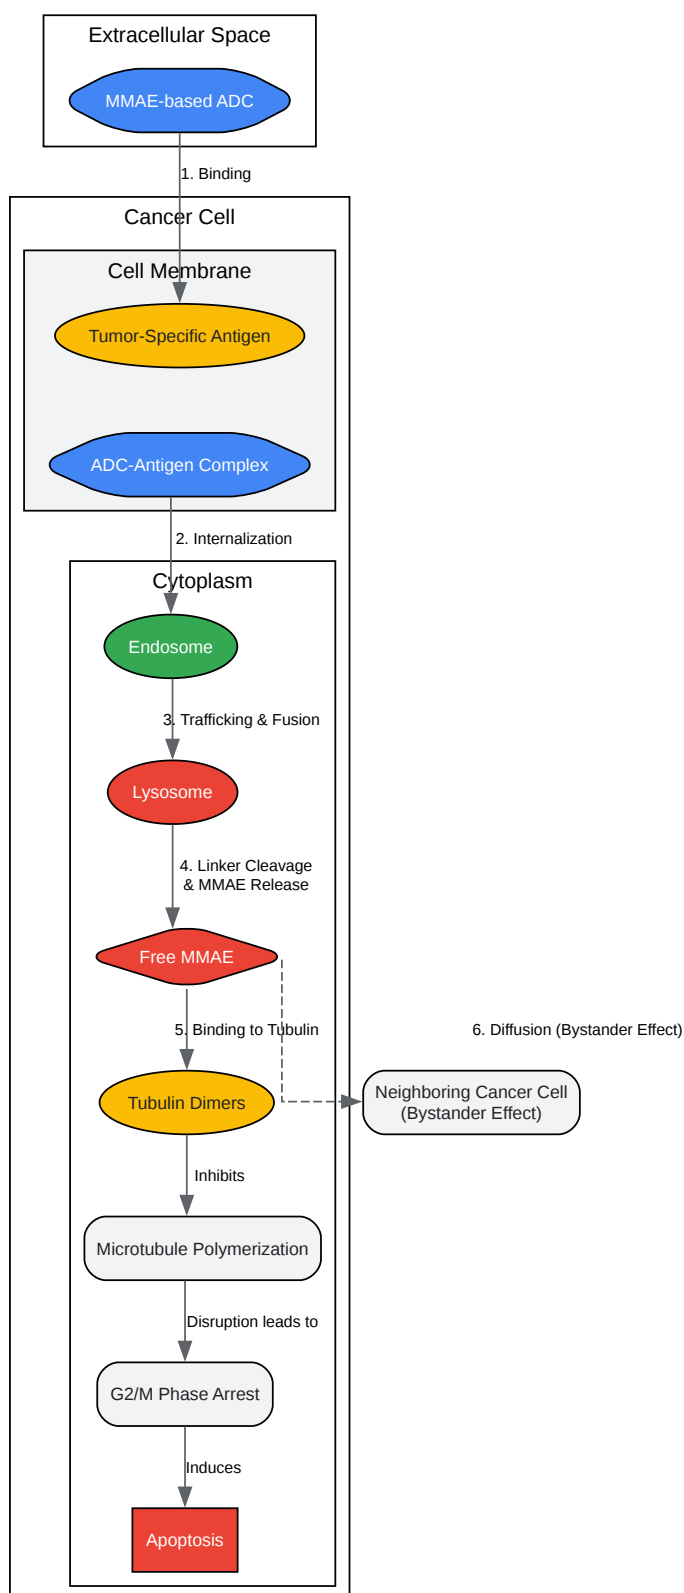 Extracellular Space
MMAE-based ADC
1. Binding
Cancer Cell
Cell Membrane
Tumor-Specific Antigen
ADC-Antigen Complex
2. Internalization
Cytoplasm
Endosome
3. Trafficking & Fusion
Lysosome
4. Linker Cleavage
& MMAE Release
Free MMAE
5. Binding to Tubulin
6. Diffusion (Bystander Effect)
Neighboring Cancer Cell
(Bystander Effect)
Tubulin Dimers
Inhibits
Microtubule Polymerization
Disruption leads to
G2/M Phase Arrest
Induces
Apoptosis